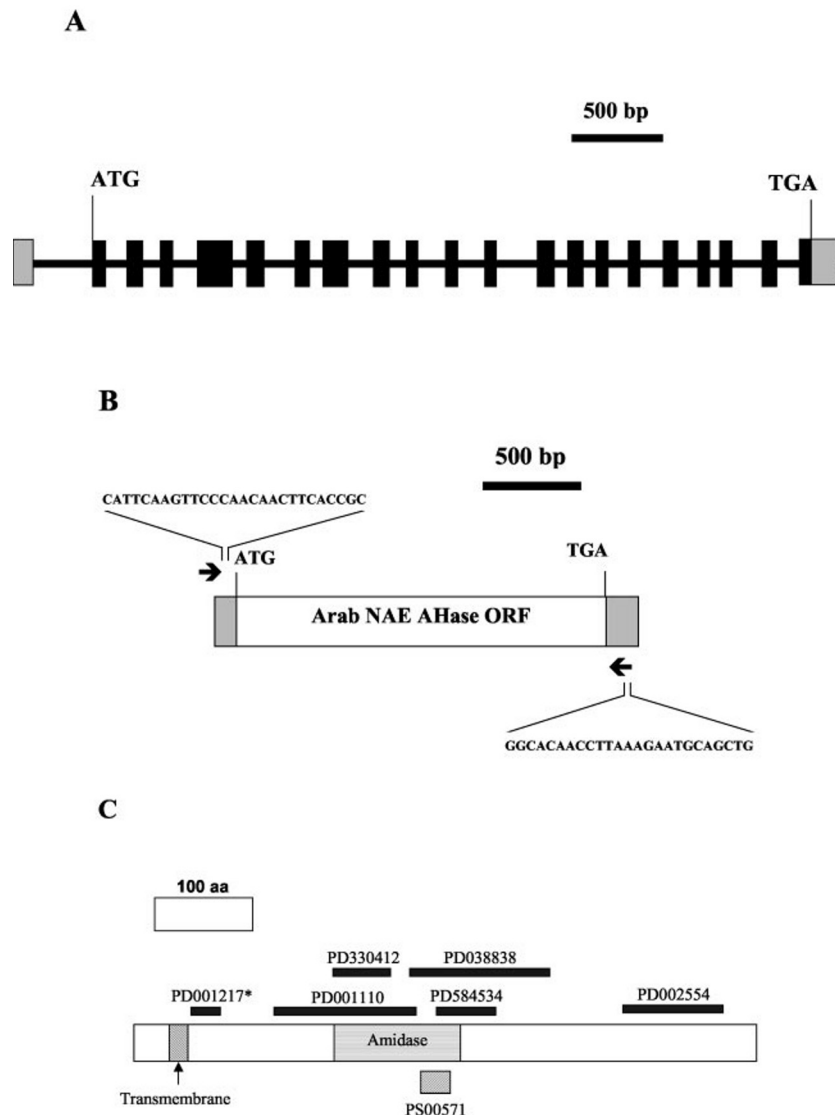 A
500 bp
ATG
TGA
B
500 bp
CATTCAAGTTCCCAACAACTTCACCGC
ATG
TGA
Arab NAE AHase ORF
GGCACAACCTTAAAGAATGCAGCTG
C
100 aa
PD330412
PD038838
PD001217*
PD001110
PD584534
PD002554
Amidase
Transmembrane
PS00571